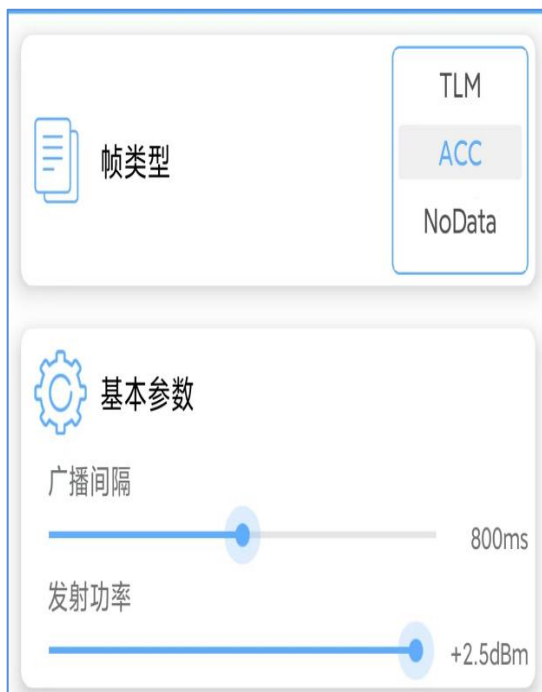 TLM
帧类型
ACC
NoData
基本参数
广播间隔
800ms
发射功率
+2.5dBm